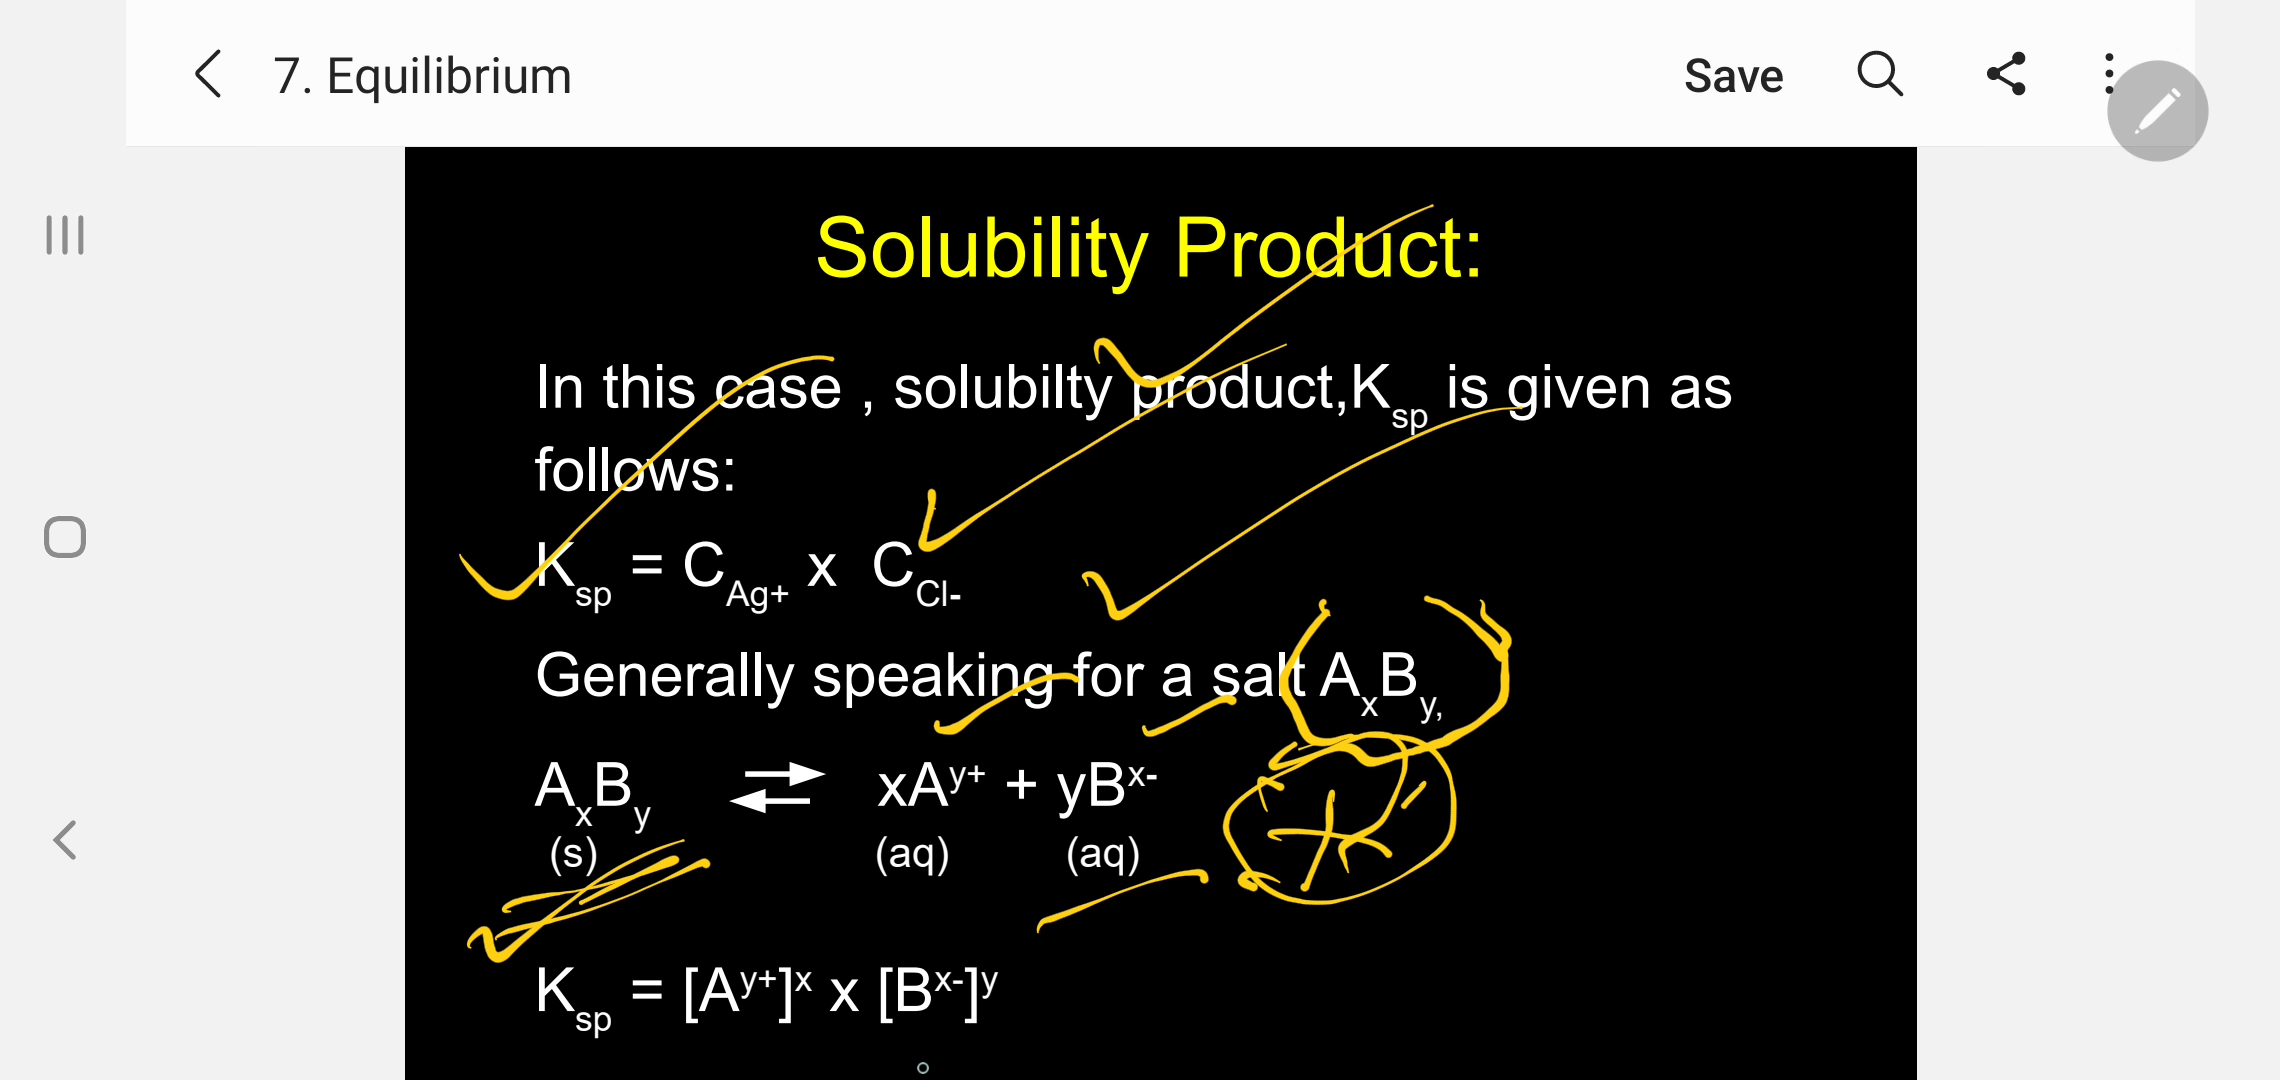 7. Equilibrium Save
Solubility Product:
In this case , solubilty product,Ksp is given as
follows:
Ksp = CAg+ x CCl-
Generally speaking for a salt AxBy,
AxBy ⇌ xAʸ⁺ + yBˣ⁻
(s) (aq) (aq)
Ksp = [Aʸ⁺]ˣ x [Bˣ⁻]ʸ